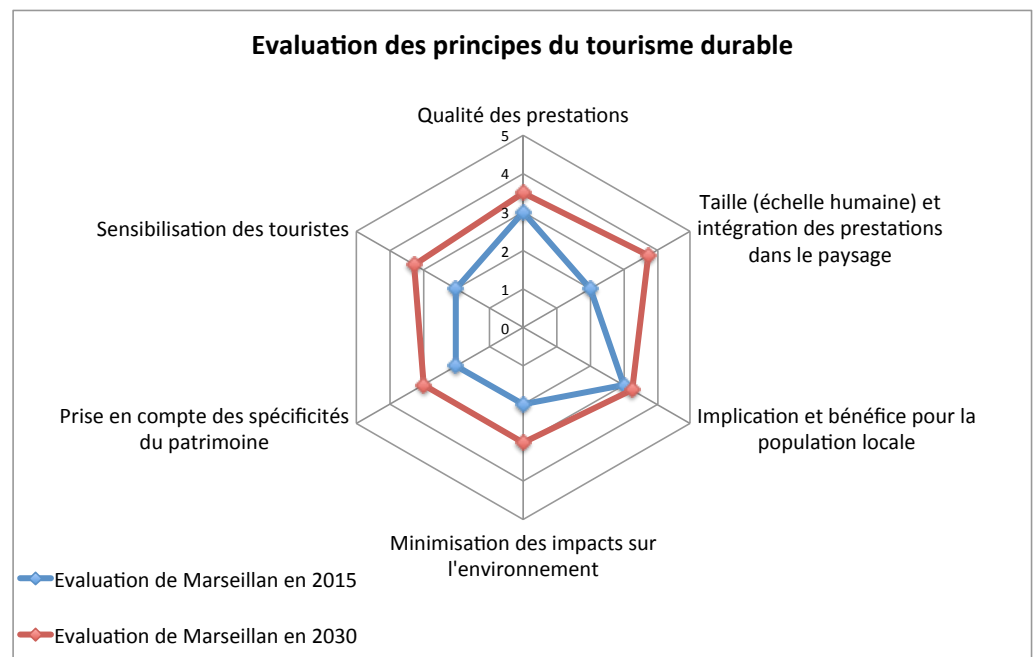 Evaluation des principes du tourisme durable
Qualité des prestations
5
4
3
2
1
0
Taille (échelle humaine) et
intégration des prestations
dans le paysage
Implication et bénéfice pour la
population locale
Minimisation des impacts sur
l'environnement
Prise en compte des spécificités
du patrimoine
Sensibilisation des touristes
Evaluation de Marseillan en 2015
Evaluation de Marseillan en 2030